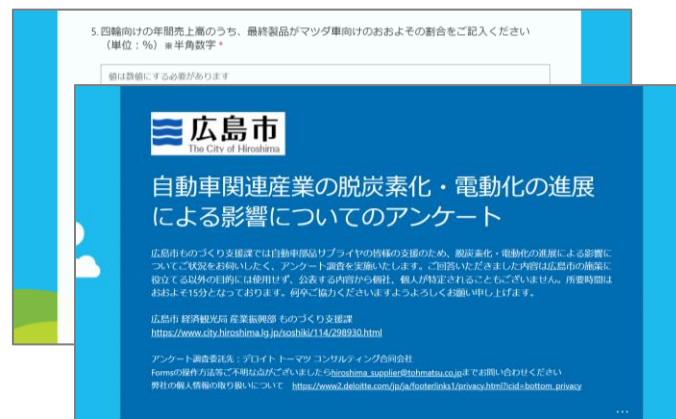 5. 四輪向けの年間売上高のうち、最終製品がマツダ車向けのおおよその割合をご記入ください
（単位：%）※半角数字 *
値は数値にする必要があります
広島市
The City of Hiroshima
自動車関連産業の脱炭素化・電動化の進展
による影響についてのアンケート
広島市ものづくり支援課では自動車部品サプライヤの皆様の支援のため、脱炭素化・電動化の進展による影響に
ついてご状況をお伺いしたく、アンケート調査を実施いたします。ご回答いただきました内容は広島市の施策に
役立てる以外の目的には使用せず、公表する内容から個社、個人が特定されることもございません。所要時間は
おおよそ15分となっております。何卒ご協力くださいますようよろしくお願い申し上げます。
広島市 経済観光局 産業振興部 ものづくり支援課
https://www.city.hiroshima.lg.jp/soshiki/114/298930.html
アンケート調査委託先：デロイト トーマツ コンサルティング合同会社
Formsの操作方法等ご不明な点がございましたらhiroshima_supplier@tohmatsu.co.jpまでお問い合わせください
弊社の個人情報の取り扱いについて https://www2.deloitte.com/jp/ja/footerlinks1/privacy.html?icid=bottom_privacy